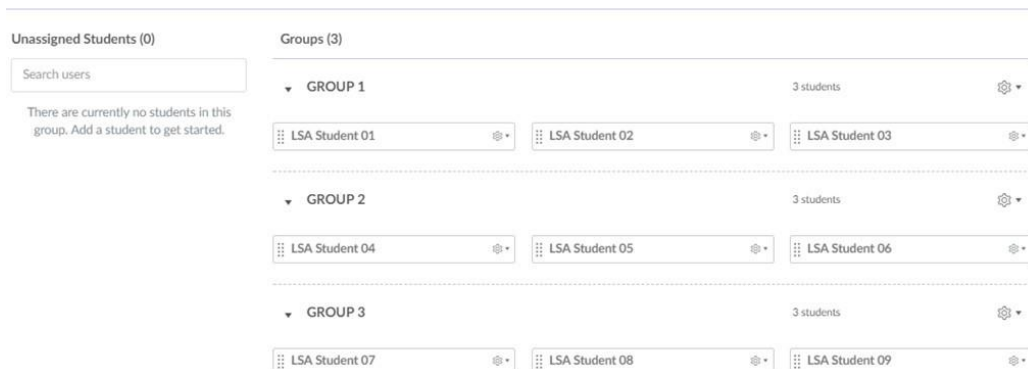 Unassigned Students (0)
Groups (3)
Search users
There are currently no students in this
group. Add a student to get started.
GROUP 1 3 students
LSA Student 01 LSA Student 02 LSA Student 03
GROUP 2 3 students
LSA Student 04 LSA Student 05 LSA Student 06
GROUP 3 3 students
LSA Student 07 LSA Student 08 LSA Student 09